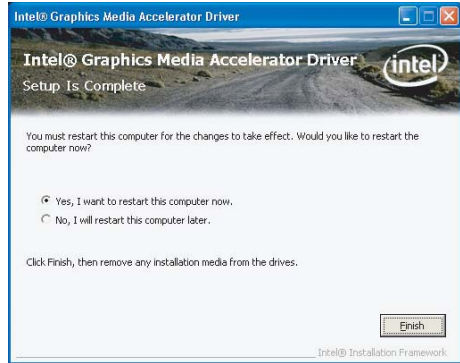 Intel® Graphics Media Accelerator Driver
Intel® Graphics Media Accelerator Driver
intel
Setup Is Complete
You must restart this computer for the changes to take effect. Would you like to restart the
computer now?
Yes, I want to restart this computer now.
No, I will restart this computer later.
Click Finish, then remove any installation media from the drives.
Finish
Intel® Installation Framework